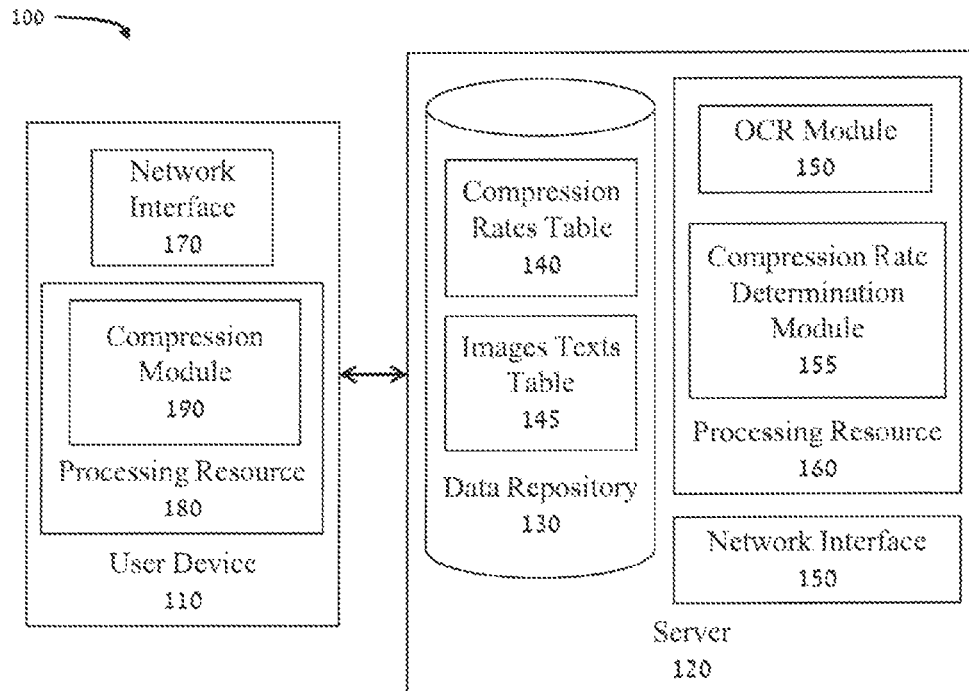 100
Network
Interface
170
Compression
Module
190
Processing Resource
180
User Device
110
Compression
Rates Table
140
Images Texts
Table
145
Data Repository
130
OCR Module
150
Compression Rate
Determination
Module
155
Processing Resource
160
Network Interface
150
Server
120